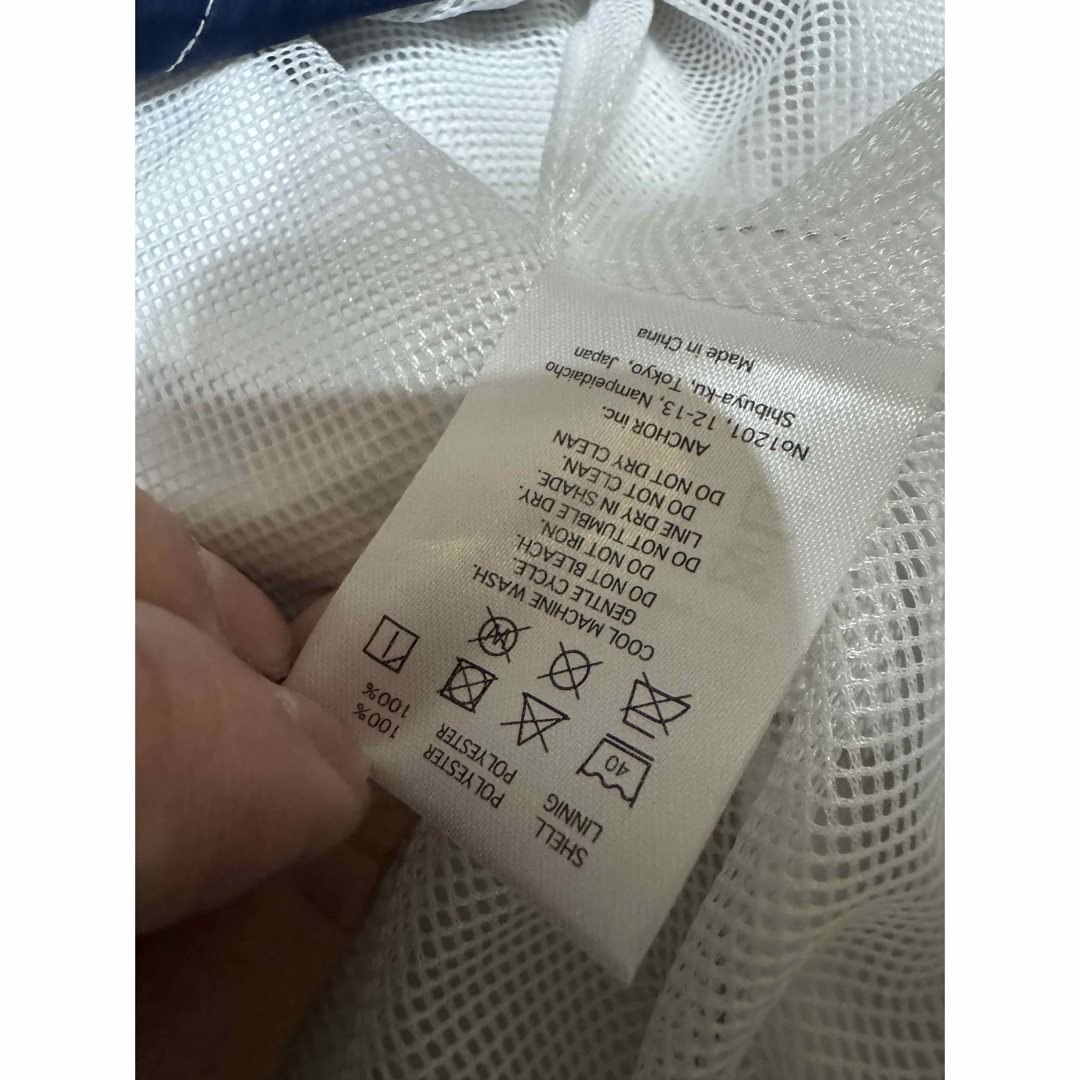 SHELL POLYESTER 100%
LINNIG POLYESTER 100%
40
W
COOL MACHINE WASH.
GENTLE CYCLE.
DO NOT BLEACH.
DO NOT IRON.
DO NOT TUMBLE DRY.
LINE DRY IN SHADE.
DO NOT CLEAN.
DO NOT DRY CLEAN
ANCHOR inc.
No1201, 12-13, Nampeidaicho
Shibuya-ku, Tokyo, Japan
Made in China